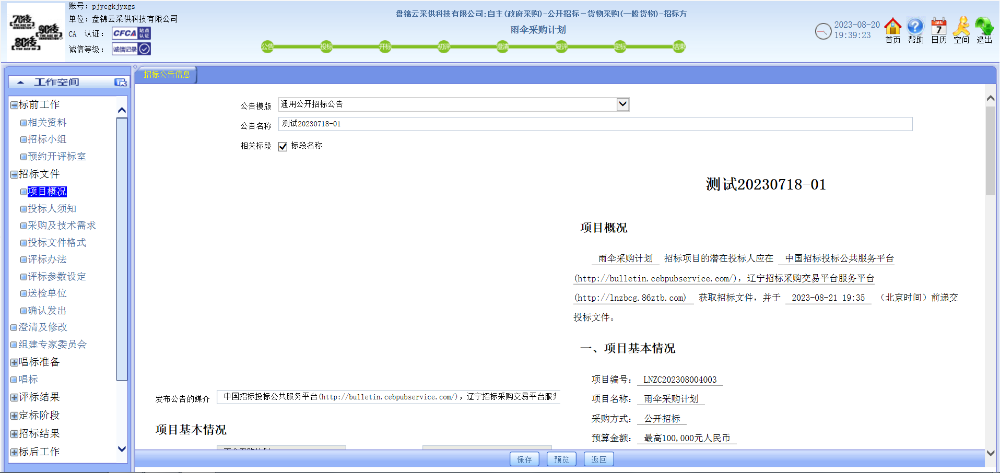 70後
90後
80後
账号：pjycgkjyxgs
单位：盘锦云采供科技有限公司
CA 认证：
CFCA 站点认证
诚信等级：
诚信记录
盘锦云采供科技有限公司:自主(政府采购)-公开招标－货物采购(一般货物)-招标方
雨伞采购计划
公告 投标 开标 初评 澄清 复评 定标 结束
2023-08-20
19:39:23
JAN
7
首页 帮助 日历 空间 退出
工作空间
标前工作
相关资料
招标小组
预约开评标室
招标文件
项目概况
投标人须知
采购及技术需求
投标文件格式
评标办法
评标参数设定
送检单位
确认发出
澄清及修改
组建专家委员会
唱标准备
唱标
评标结果
定标阶段
招标结果
标后工作
招标公告信息
公告模版 通用公开招标公告
公告名称 测试20230718-01
相关标段 标段名称
发布公告的媒介 中国招标投标公共服务平台(http://bulletin.cebpubservice.com/)，辽宁招标采购交易平台服务
项目基本情况
雨伞采购计划
测试20230718-01
项目概况
雨伞采购计划 招标项目的潜在投标人应在 中国招标投标公共服务平台
(http://bulletin.cebpubservice.com/)，辽宁招标采购交易平台服务平台
(http://lnzbcg.86ztb.com) 获取招标文件，并于 2023-08-21 19:35 （北京时间）前递交
投标文件。
一、项目基本情况
项目编号： LNZC202308004003
项目名称： 雨伞采购计划
采购方式： 公开招标
预算金额： 最高100,000元人民币
保存 预览 返回